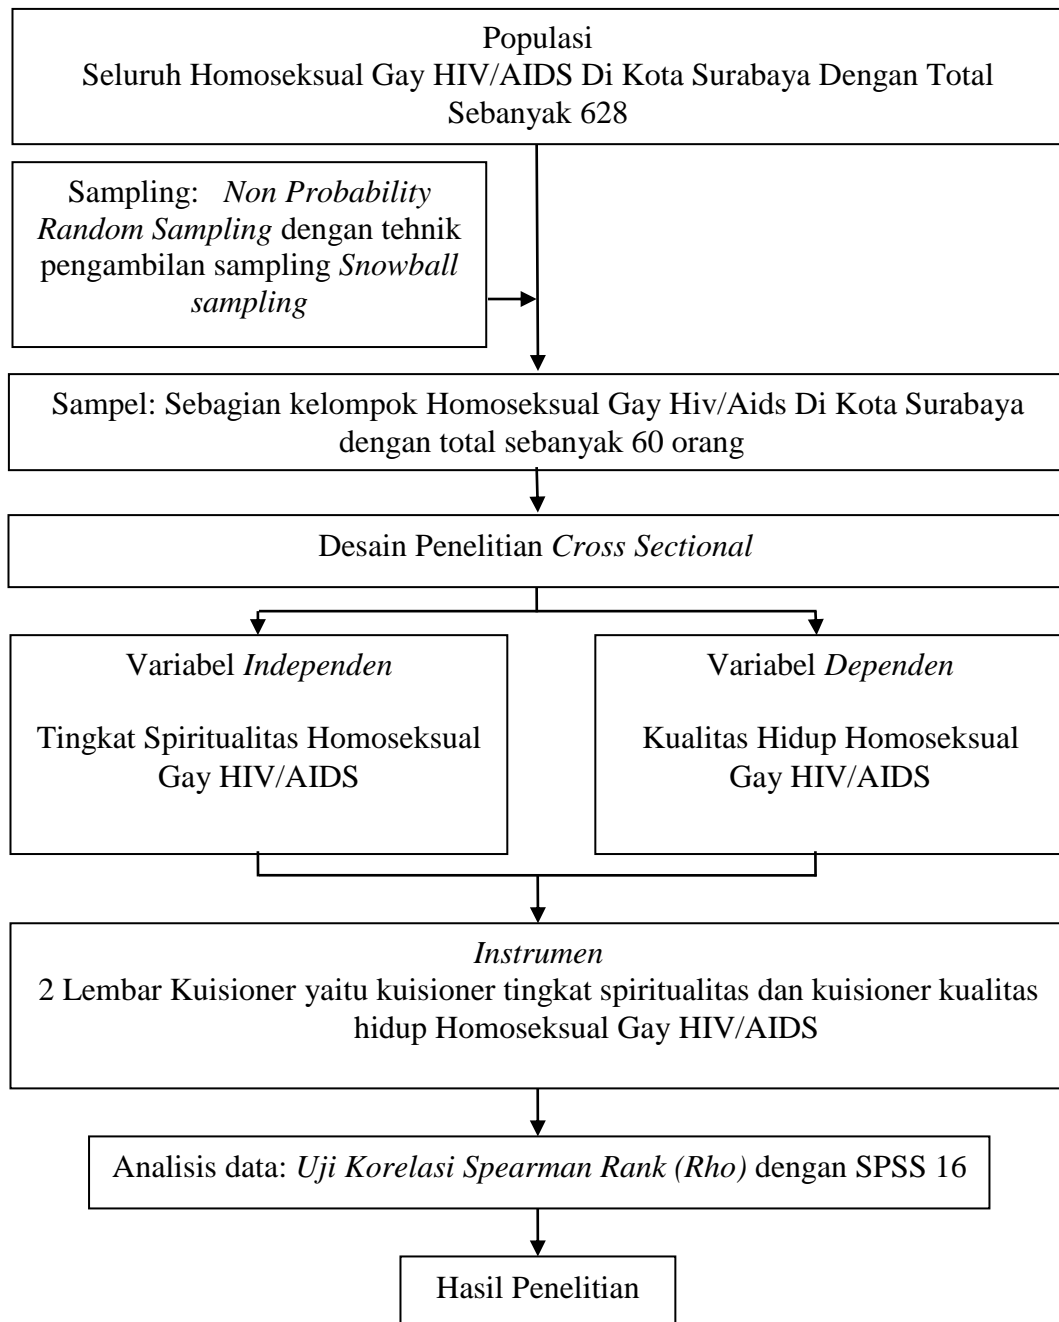 Populasi
Seluruh Homoseksual Gay HIV/AIDS Di Kota Surabaya Dengan Total
Sebanyak 628
Sampling: Non Probability
Random Sampling dengan tehnik
pengambilan sampling Snowball
sampling
Sampel: Sebagian kelompok Homoseksual Gay Hiv/Aids Di Kota Surabaya
dengan total sebanyak 60 orang
Desain Penelitian Cross Sectional
Variabel Independen
Tingkat Spiritualitas Homoseksual
Gay HIV/AIDS
Variabel Dependen
Kualitas Hidup Homoseksual
Gay HIV/AIDS
Instrumen
2 Lembar Kuisioner yaitu kuisioner tingkat spiritualitas dan kuisioner kualitas
hidup Homoseksual Gay HIV/AIDS
Analisis data: Uji Korelasi Spearman Rank (Rho) dengan SPSS 16
Hasil Penelitian